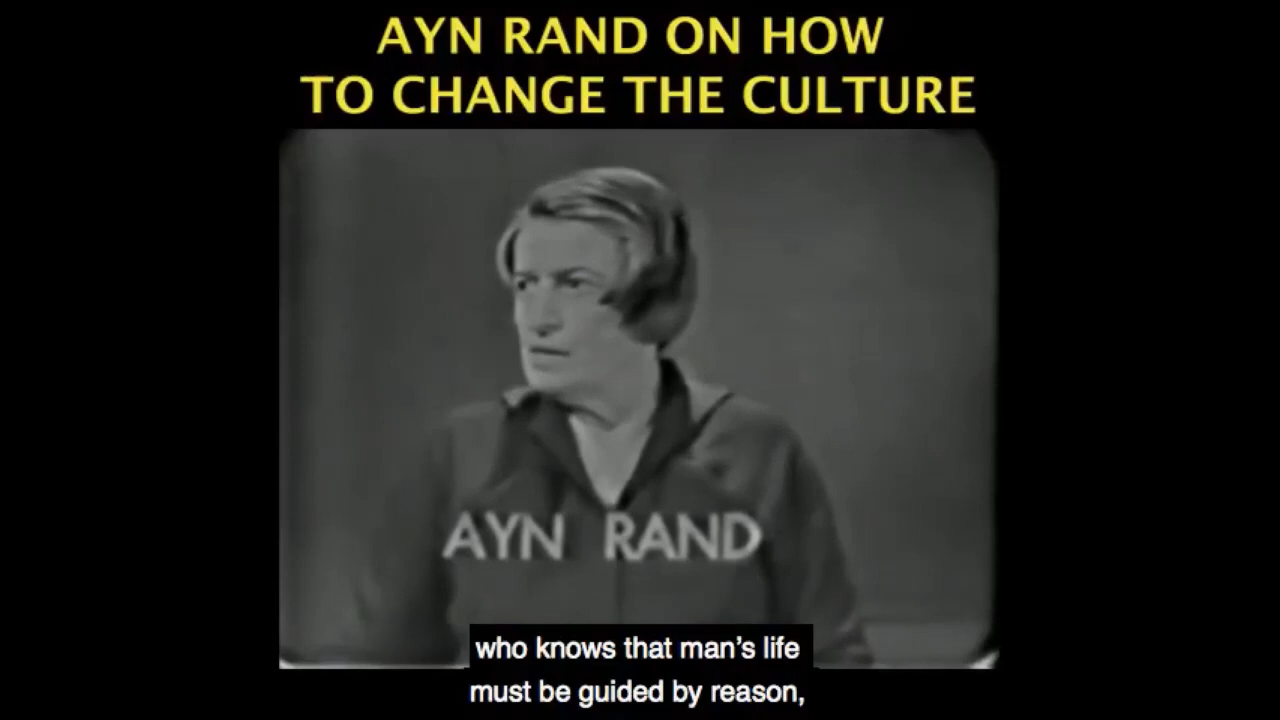 AYN RAND ON HOW
TO CHANGE THE CULTURE
AYN RAND
who knows that man's life
must be guided by reason,